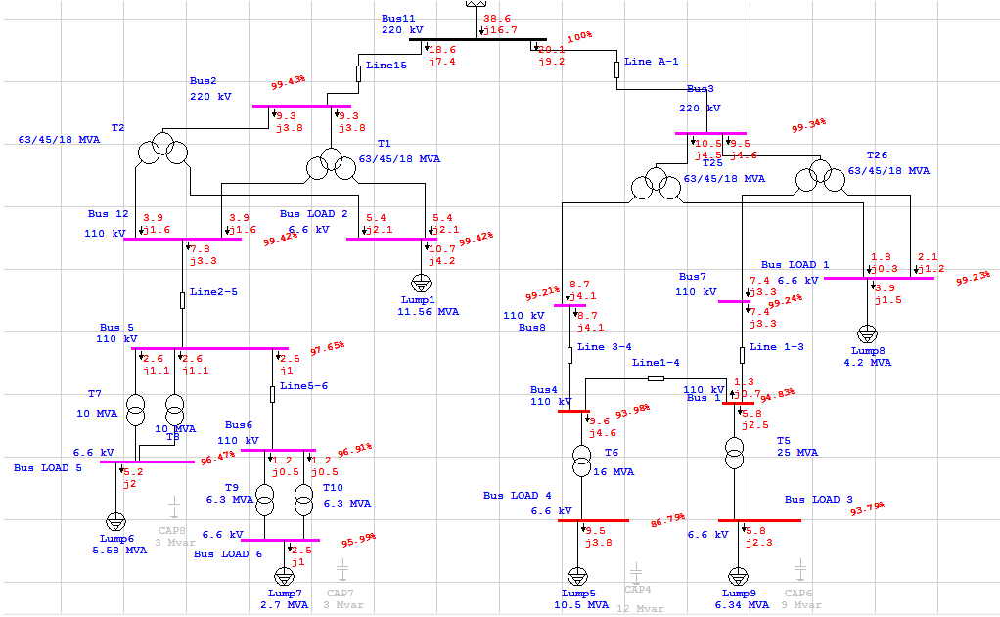 Bus11
220 kV
38.6
j16.7
100%
18.6
j7.4
20.1
j9.2
Line15
Line A-1
Bus2
220 kV
99.43%
Bus3
220 kV
9.3
j3.8
9.3
j3.8
99.34%
T2
63/45/18 MVA
T1
63/45/18 MVA
10.5
j4.5
9.5
j4.6
T25
63/45/18 MVA
T26
63/45/18 MVA
Bus 12
110 kV
3.9
j1.6
3.9
j1.6
99.42%
Bus LOAD 2
6.6 kV
5.4
j2.1
5.4
j2.1
99.42%
7.8
j3.3
10.7
j4.2
Lump1
11.56 MVA
Line2-5
99.21%
8.7
j4.1
110 kV
Bus8
8.7
j4.1
Bus7
110 kV
7.4
j3.3
99.24%
7.4
j3.3
Bus LOAD 1
6.6 kV
1.8
j0.3
2.1
j1.2
99.23%
3.9
j1.5
Lump8
4.2 MVA
Bus 5
110 kV
97.65%
2.6
j1.1
2.6
j1.1
2.5
j1
Line5-6
Line 3-4
Line1-4
Line 1-3
T7
10 MVA
10 MVA
T8
Bus4
110 kV
93.98%
9.6
j4.6
110 kV
Bus 1
1.3
j0.7
94.83%
5.8
j2.5
Bus6
110 kV
96.91%
1.2
j0.5
1.2
j0.5
6.6 kV
Bus LOAD 5
96.47%
5.2
j2
T9
6.3 MVA
T10
6.3 MVA
T6
16 MVA
T5
25 MVA
Bus LOAD 4
6.6 kV
86.79%
9.5
j3.8
Bus LOAD 3
6.6 kV
93.79%
5.8
j2.3
Lump6
5.58 MVA
CAP8
3 Mvar
6.6 kV
Bus LOAD 6
95.99%
2.5
j1
Lump7
2.7 MVA
CAP7
3 Mvar
Lump5
10.5 MVA
CAP4
12 Mvar
Lump9
6.34 MVA
CAP6
9 Mvar